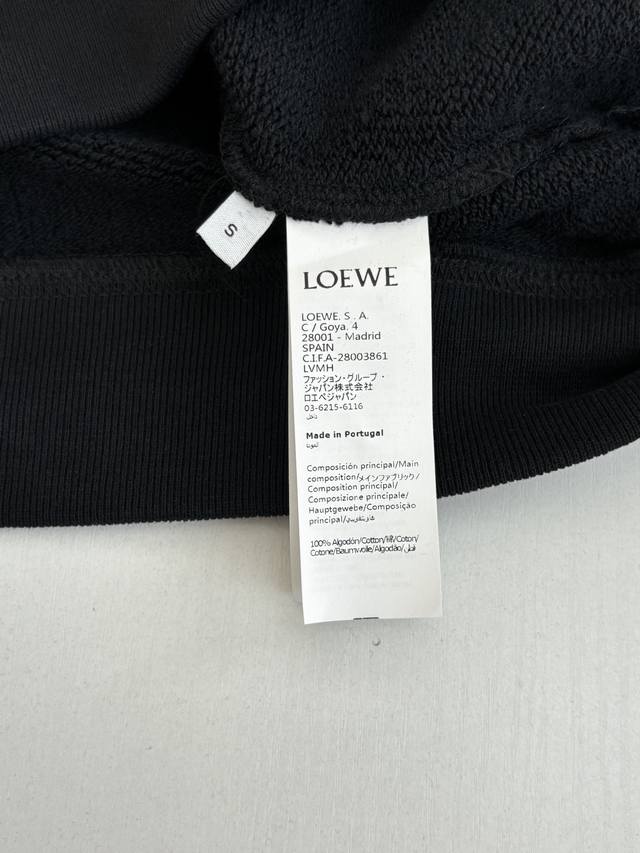 S
LOEWE
LOEWE. S . A.
C / Goya. 4
28001 - Madrid
SPAIN
C.I.F.A-28003861
LVMH
ファッション・グループ・
ジャパン株式会社
ロエベジャパン
03-6215-6116
Made in Portugal
Composición principal/Main
composition/メインファブリック/
Composition principal/
Composizione principale/
Hauptgewebe/Composição
principal/
100% Algodón/Cotton/綿/Coton/
Cotone/Baumwolle/Algodão/قطن